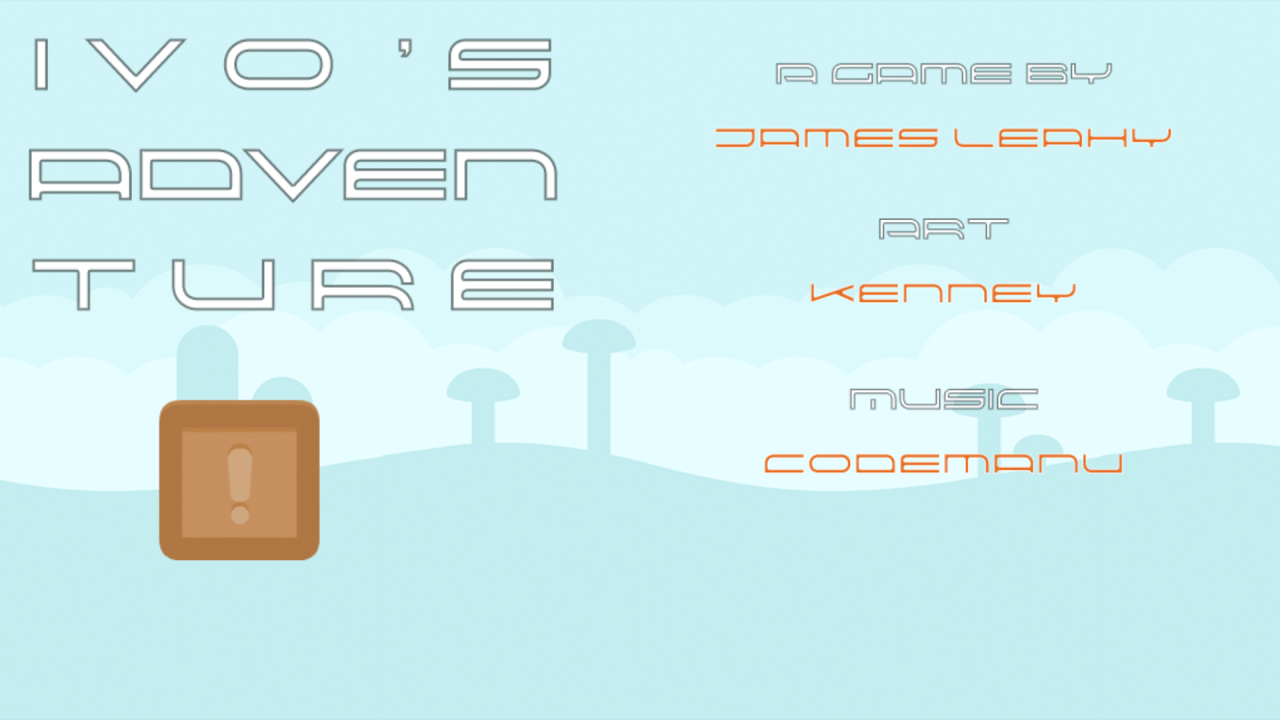 IVO'S
ADVEN
TURE
A GAME BY
JAMES LEAHY
ART
KENNEY
MUSIC
CODEMANU
!